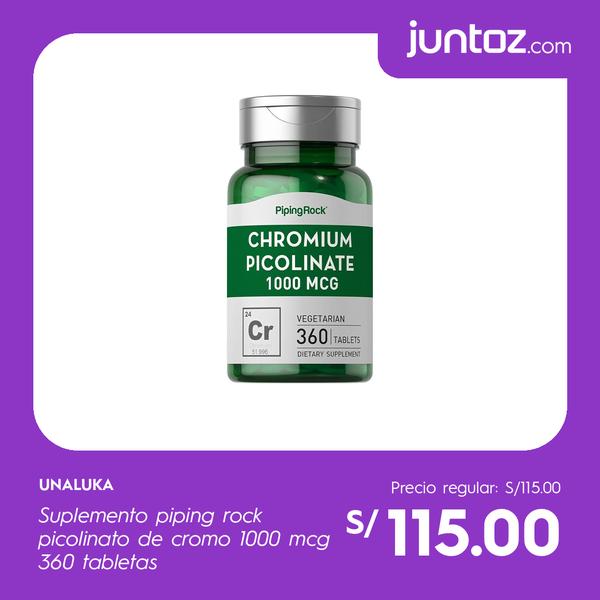 juntoz.com
PipingRock
CHROMIUM
PICOLINATE
1000 MCG
24
Cr
51.996
VEGETARIAN
360 TABLETS
DIETARY SUPPLEMENT
UNALUKA
Suplemento piping rock
picolinato de cromo 1000 mcg
360 tabletas
Precio regular: S/115.00
S/ 115.00